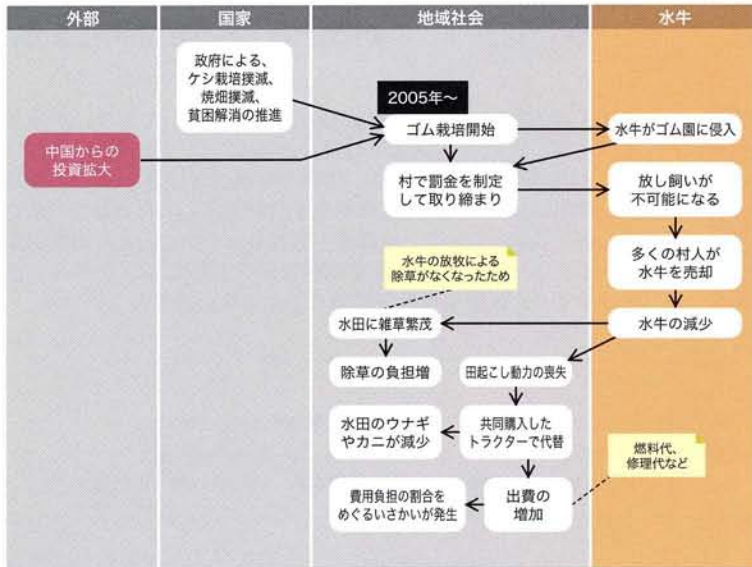 外部
国家
地域社会
水牛
政府による、
ケシ栽培撲滅、
焼畑撲滅、
貧困解消の推進
2005年～
ゴム栽培開始
水牛がゴム園に侵入
中国からの
投資拡大
村で罰金を制定
して取り締まり
放し飼いが
不可能になる
多くの村人が
水牛を売却
水牛の放牧による
除草がなくなったため
水田に雑草繁茂
水牛の減少
除草の負担増
田起こし動力の喪失
水田のウナギ
やカニが減少
共同購入した
トラクターで代替
燃料代、
修理代など
費用負担の割合を
めぐるいさかいが発生
出費の
増加